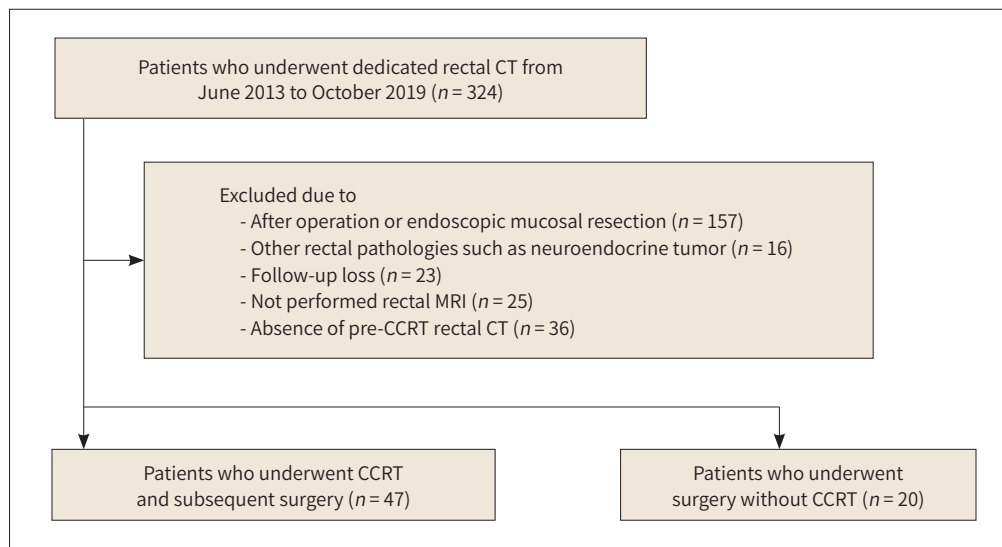 Patients who underwent dedicated rectal CT from
June 2013 to October 2019 (n = 324)
Excluded due to
- After operation or endoscopic mucosal resection (n = 157)
- Other rectal pathologies such as neuroendocrine tumor (n = 16)
- Follow-up loss (n = 23)
- Not performed rectal MRI (n = 25)
- Absence of pre-CCRT rectal CT (n = 36)
Patients who underwent CCRT
and subsequent surgery (n = 47)
Patients who underwent
surgery without CCRT (n = 20)